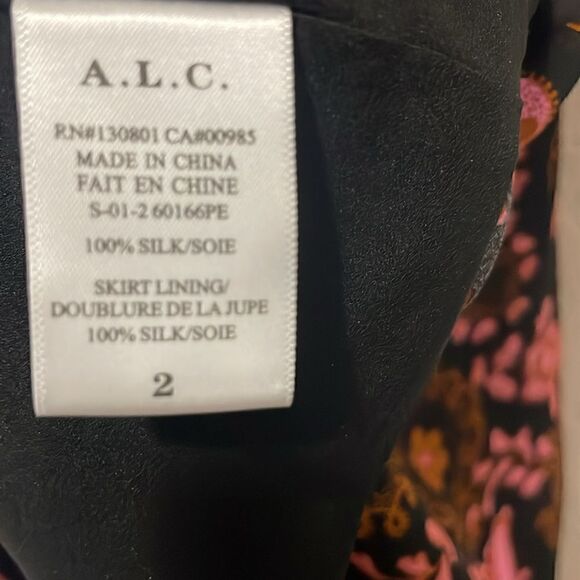 A.L.C.
RN#130801 CA#00985
MADE IN CHINA
FAIT EN CHINE
S-01-2 60166PE
100% SILK/SOIE
SKIRT LINING/
DOUBLURE DE LA JUPE
100% SILK/SOIE
2